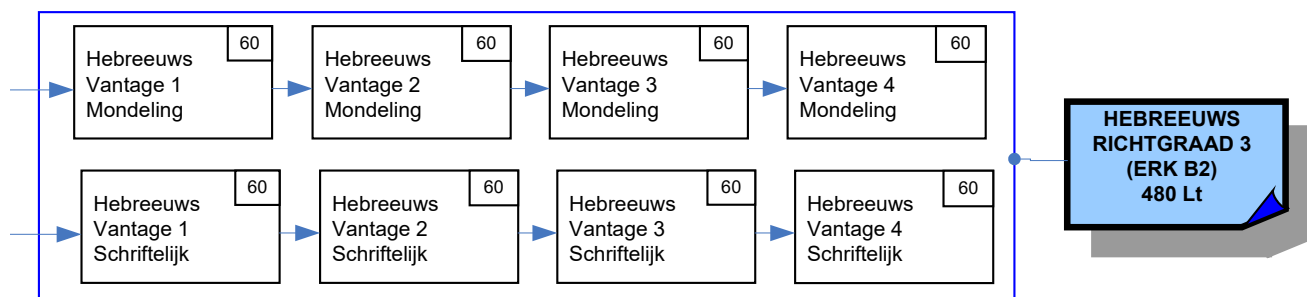 60
Hebreeuws
Vantage 1
Mondeling
60
Hebreeuws
Vantage 2
Mondeling
60
Hebreeuws
Vantage 3
Mondeling
60
Hebreeuws
Vantage 4
Mondeling
60
Hebreeuws
Vantage 1
Schriftelijk
60
Hebreeuws
Vantage 2
Schriftelijk
60
Hebreeuws
Vantage 3
Schriftelijk
60
Hebreeuws
Vantage 4
Schriftelijk
HEBREEUWS
RICHTGRAAD 3
(ERK B2)
480 Lt